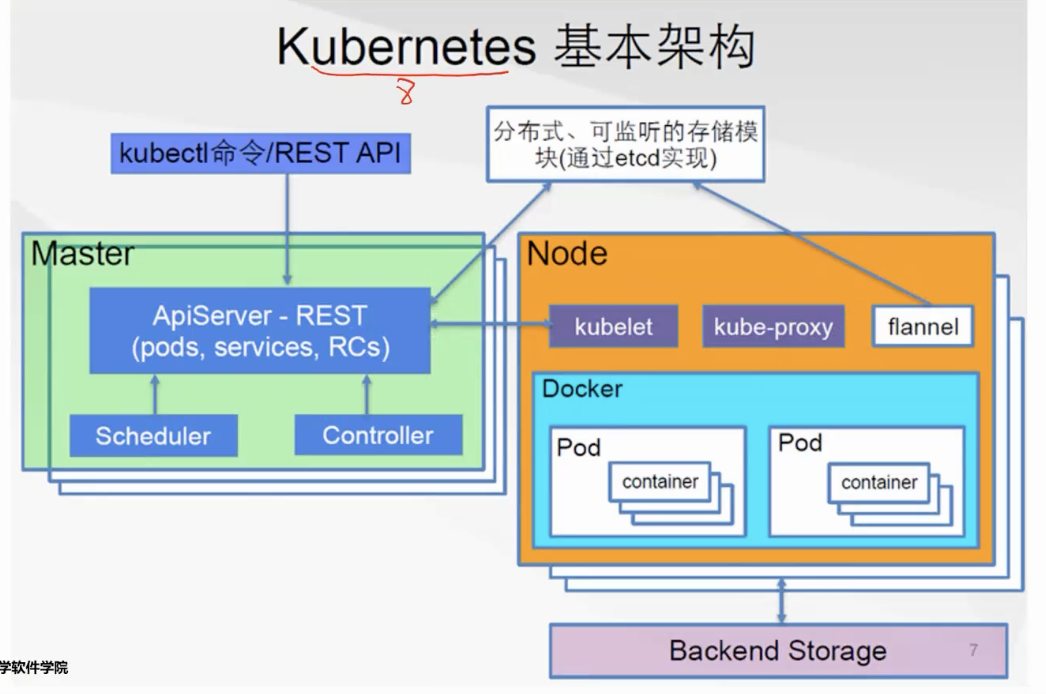 Kubernetes 基本架构
8
kubectl命令/REST API
分布式、可监听的存储模
块(通过etcd实现)
Master
ApiServer - REST
(pods, services, RCs)
Scheduler
Controller
Node
kubelet
kube-proxy
flannel
Docker
Pod
container
Pod
container
Backend Storage
7
学软件学院